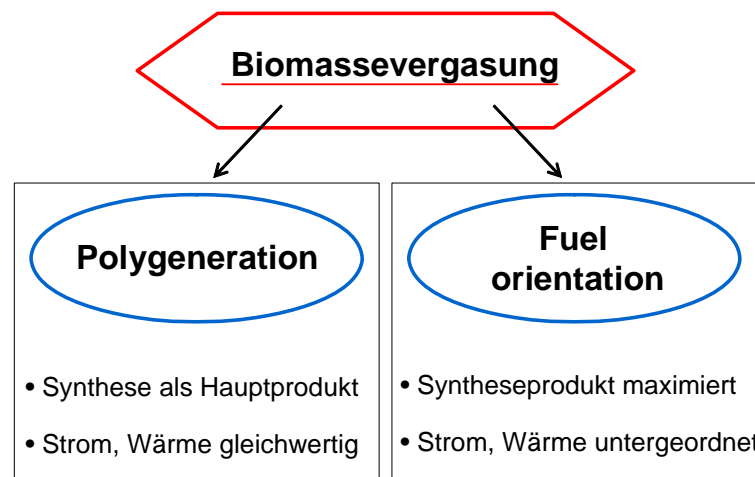 Biomassevergasung
Polygeneration
• Synthese als Hauptprodukt
• Strom, Wärme gleichwertig
Fuel
orientation
• Syntheseprodukt maximiert
• Strom, Wärme untergeordnet